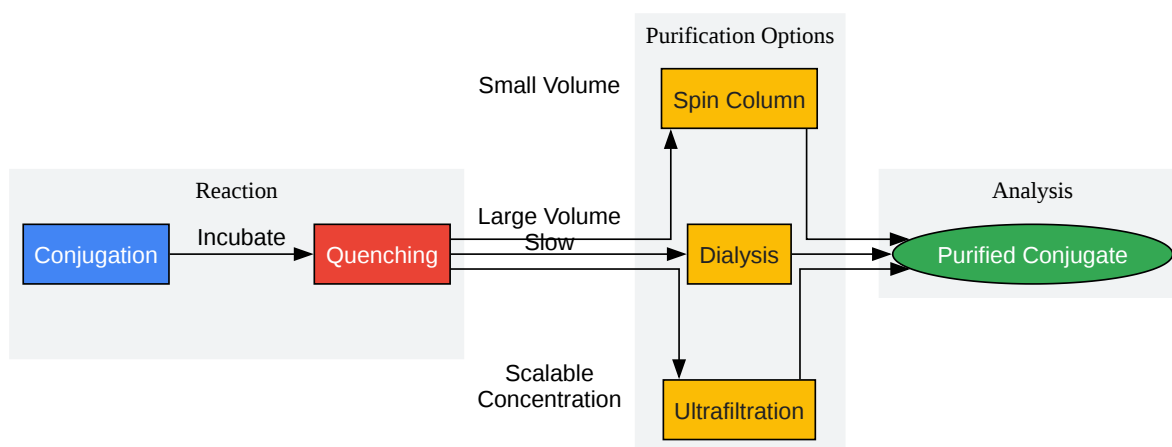 Purification Options
Small Volume
Spin Column
Reaction
Analysis
Conjugation
Incubate
Quenching
Large Volume
Slow
Dialysis
Purified Conjugate
Scalable
Concentration
Ultrafiltration